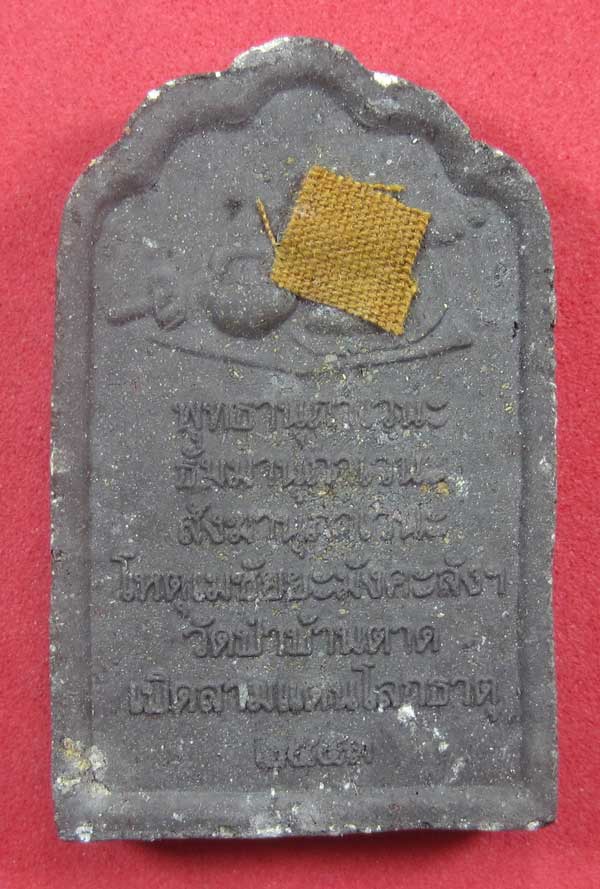 พุทธานุภาเวนะ
ธัมมานุภาเวนะ
สังฆานุภาเวนะ
โหตุเมชัยยะมังคะลังฯ
วัดป่าบ้านตาด
เปิดสามแดนโลกธาตุ